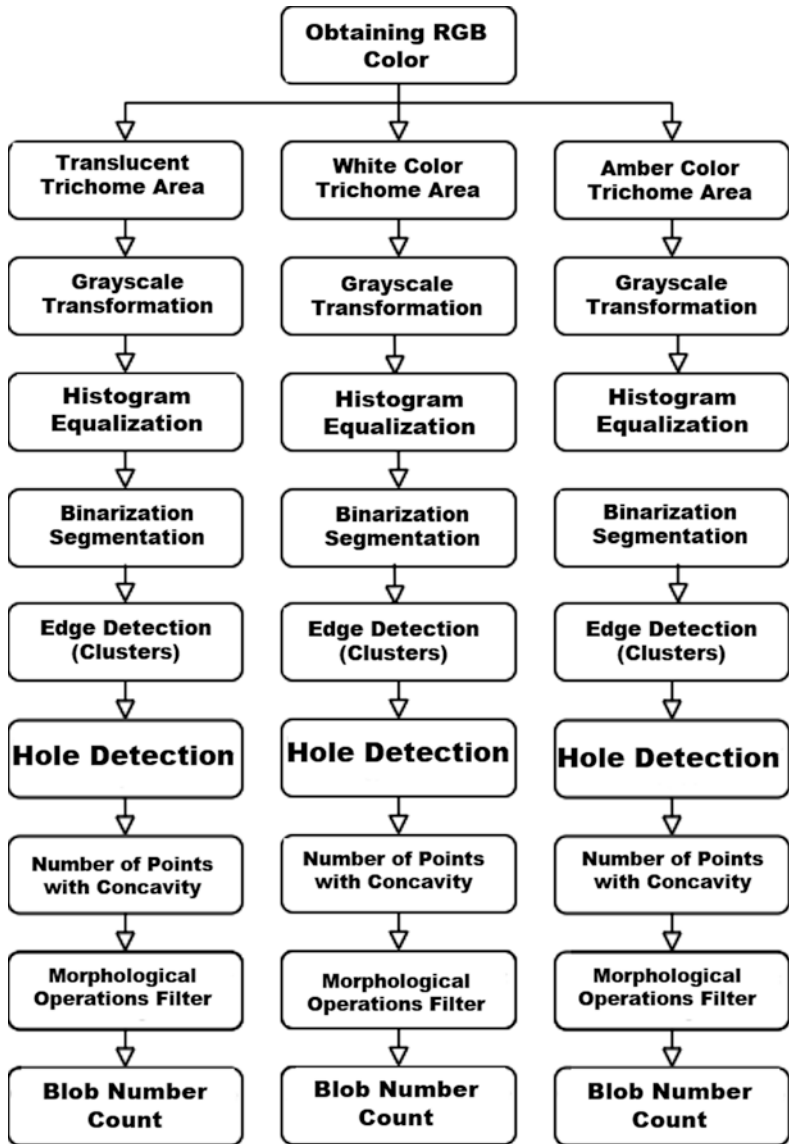 Obtaining RGB
Color
Translucent
Trichome Area
White Color
Trichome Area
Amber Color
Trichome Area
Grayscale
Transformation
Grayscale
Transformation
Grayscale
Transformation
Histogram
Equalization
Histogram
Equalization
Histogram
Equalization
Binarization
Segmentation
Binarization
Segmentation
Binarization
Segmentation
Edge Detection
(Clusters)
Edge Detection
(Clusters)
Edge Detection
(Clusters)
Hole Detection
Hole Detection
Hole Detection
Number of Points
with Concavity
Number of Points
with Concavity
Number of Points
with Concavity
Morphological
Operations Filter
Morphological
Operations Filter
Morphological
Operations Filter
Blob Number
Count
Blob Number
Count
Blob Number
Count